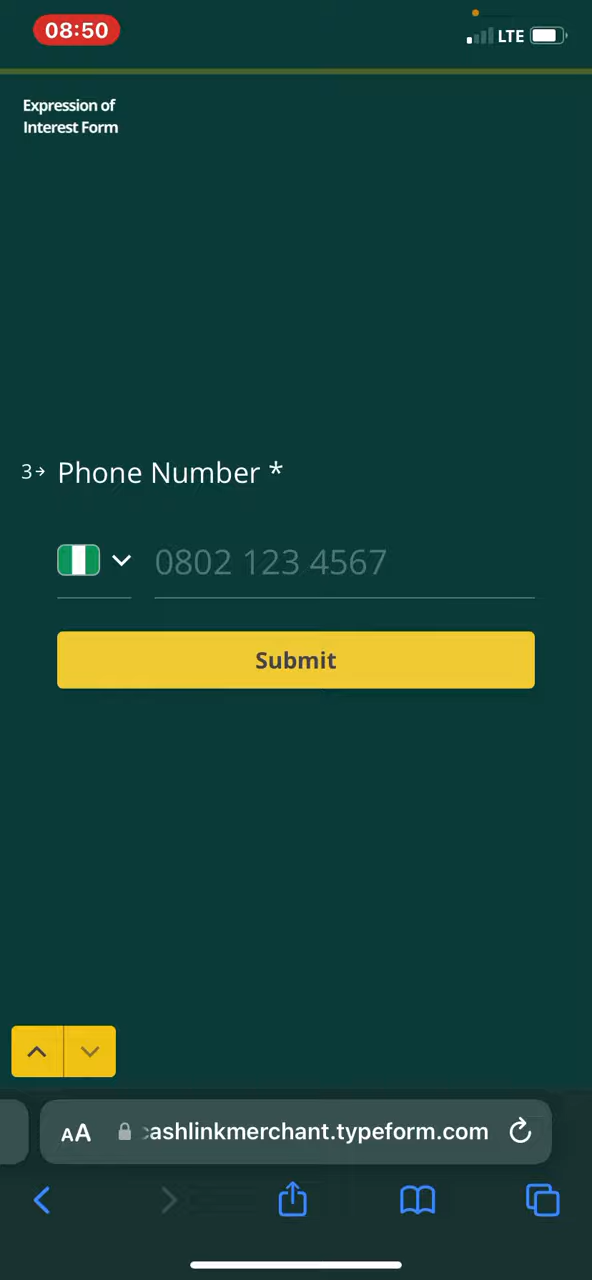 08:50
LTE
Expression of
Interest Form
3→ Phone Number *
0802 123 4567
Submit
AA
ashlinkmerchant.typeform.com